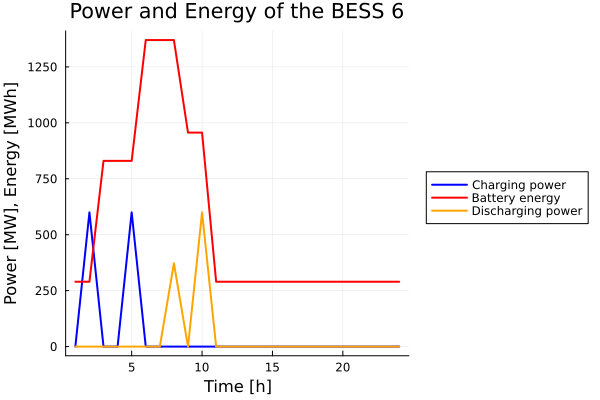 Power and Energy of the BESS 6
Power [MW], Energy [MWh]
1250
1000
750
500
250
0
5
10
15
20
Time [h]
Charging power
Battery energy
Discharging power